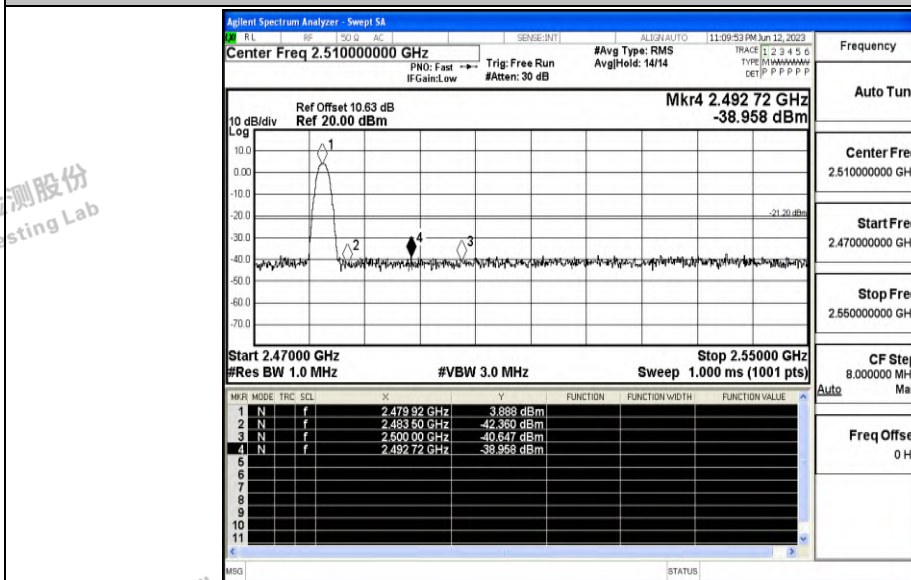 Agilent Spectrum Analyzer - Swept SA
LXI RL RF 50 Ω AC SENSE:INT ALIGNAUTO 11:09:53 PM Jun 12, 2023
Center Freq 2.510000000 GHz
#Avg Type: RMS
TRACE 1 2 3 4 5 6
PNO: Fast
Trig: Free Run
Avg|Hold: 14/14
TYPE MWWWWW
IFGain:Low
#Atten: 30 dB
DET P P P P P P
Mkr4 2.492 72 GHz
Ref Offset 10.63 dB
-38.958 dBm
10 dB/div Ref 20.00 dBm
Log
10.0
0.00
-10.0
-20.0
-30.0
-40.0
-50.0
-60.0
-70.0
1
2
4
3
-21.20 dBm
Start 2.47000 GHz Stop 2.55000 GHz
#Res BW 1.0 MHz #VBW 3.0 MHz Sweep 1.000 ms (1001 pts)
MKR MODE TRC SCL X Y FUNCTION FUNCTION WIDTH FUNCTION VALUE
1 N f 2.479 92 GHz 3.888 dBm
2 N f 2.483 50 GHz -42.360 dBm
3 N f 2.500 00 GHz -40.647 dBm
4 N f 2.492 72 GHz -38.958 dBm
5
6
7
8
9
10
11
MSG STATUS
Frequency
Auto Tun
Center Fre
2.510000000 GH
Start Fre
2.470000000 GH
Stop Fre
2.550000000 GH
CF Step
8.000000 MH
Auto Ma
Freq Offse
0 H
测股份
esting Lab